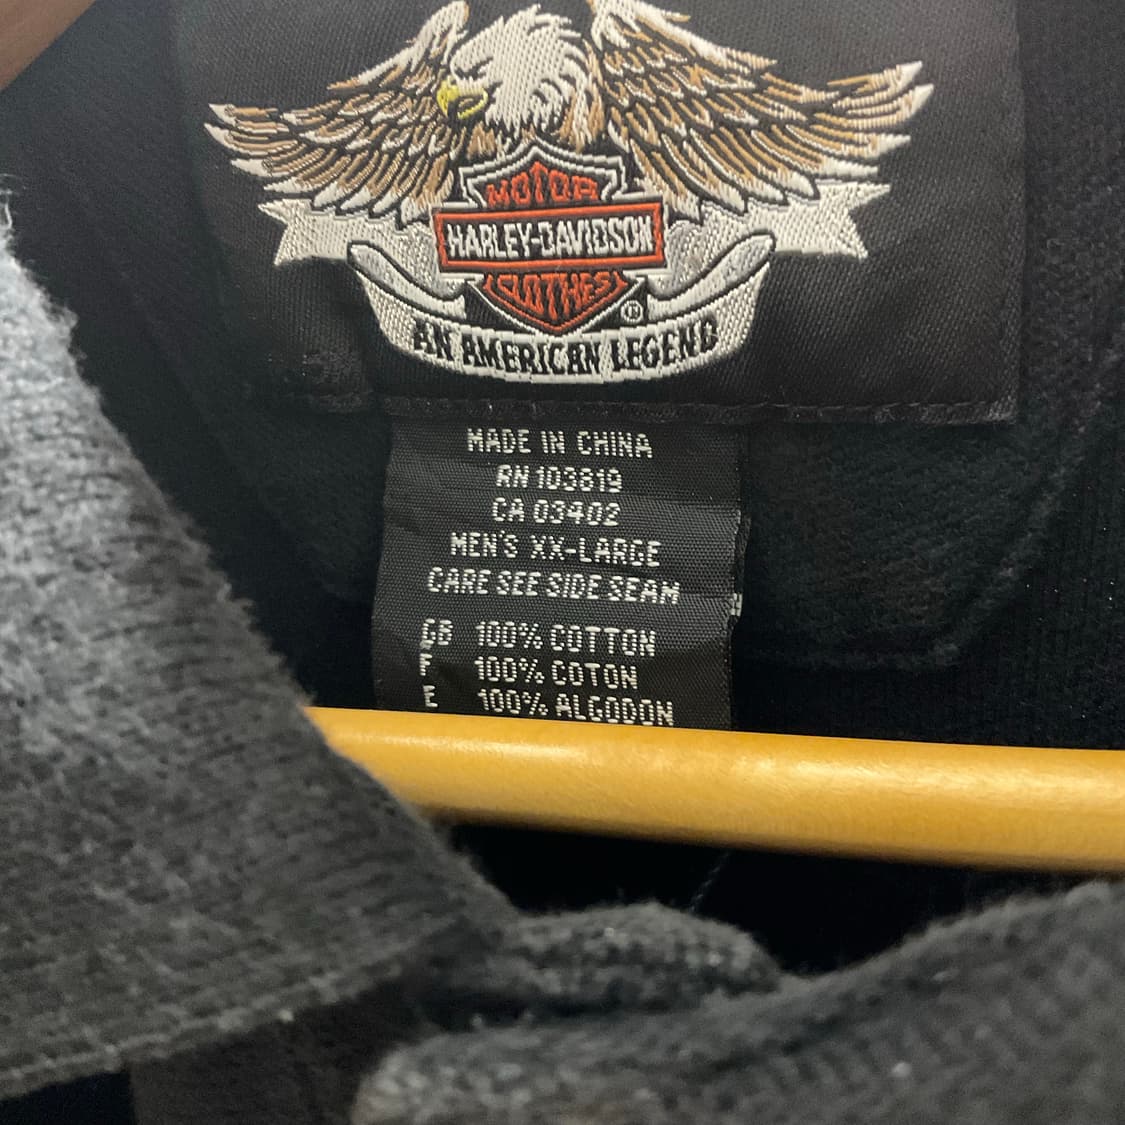 MOTOR
HARLEY-DAVIDSON
CLOTHES
®
AN AMERICAN LEGEND
MADE IN CHINA
RN 103819
CA 03402
MEN'S XX-LARGE
CARE SEE SIDE SEAM
GB 100% COTTON
F 100% COTON
E 100% ALGODON